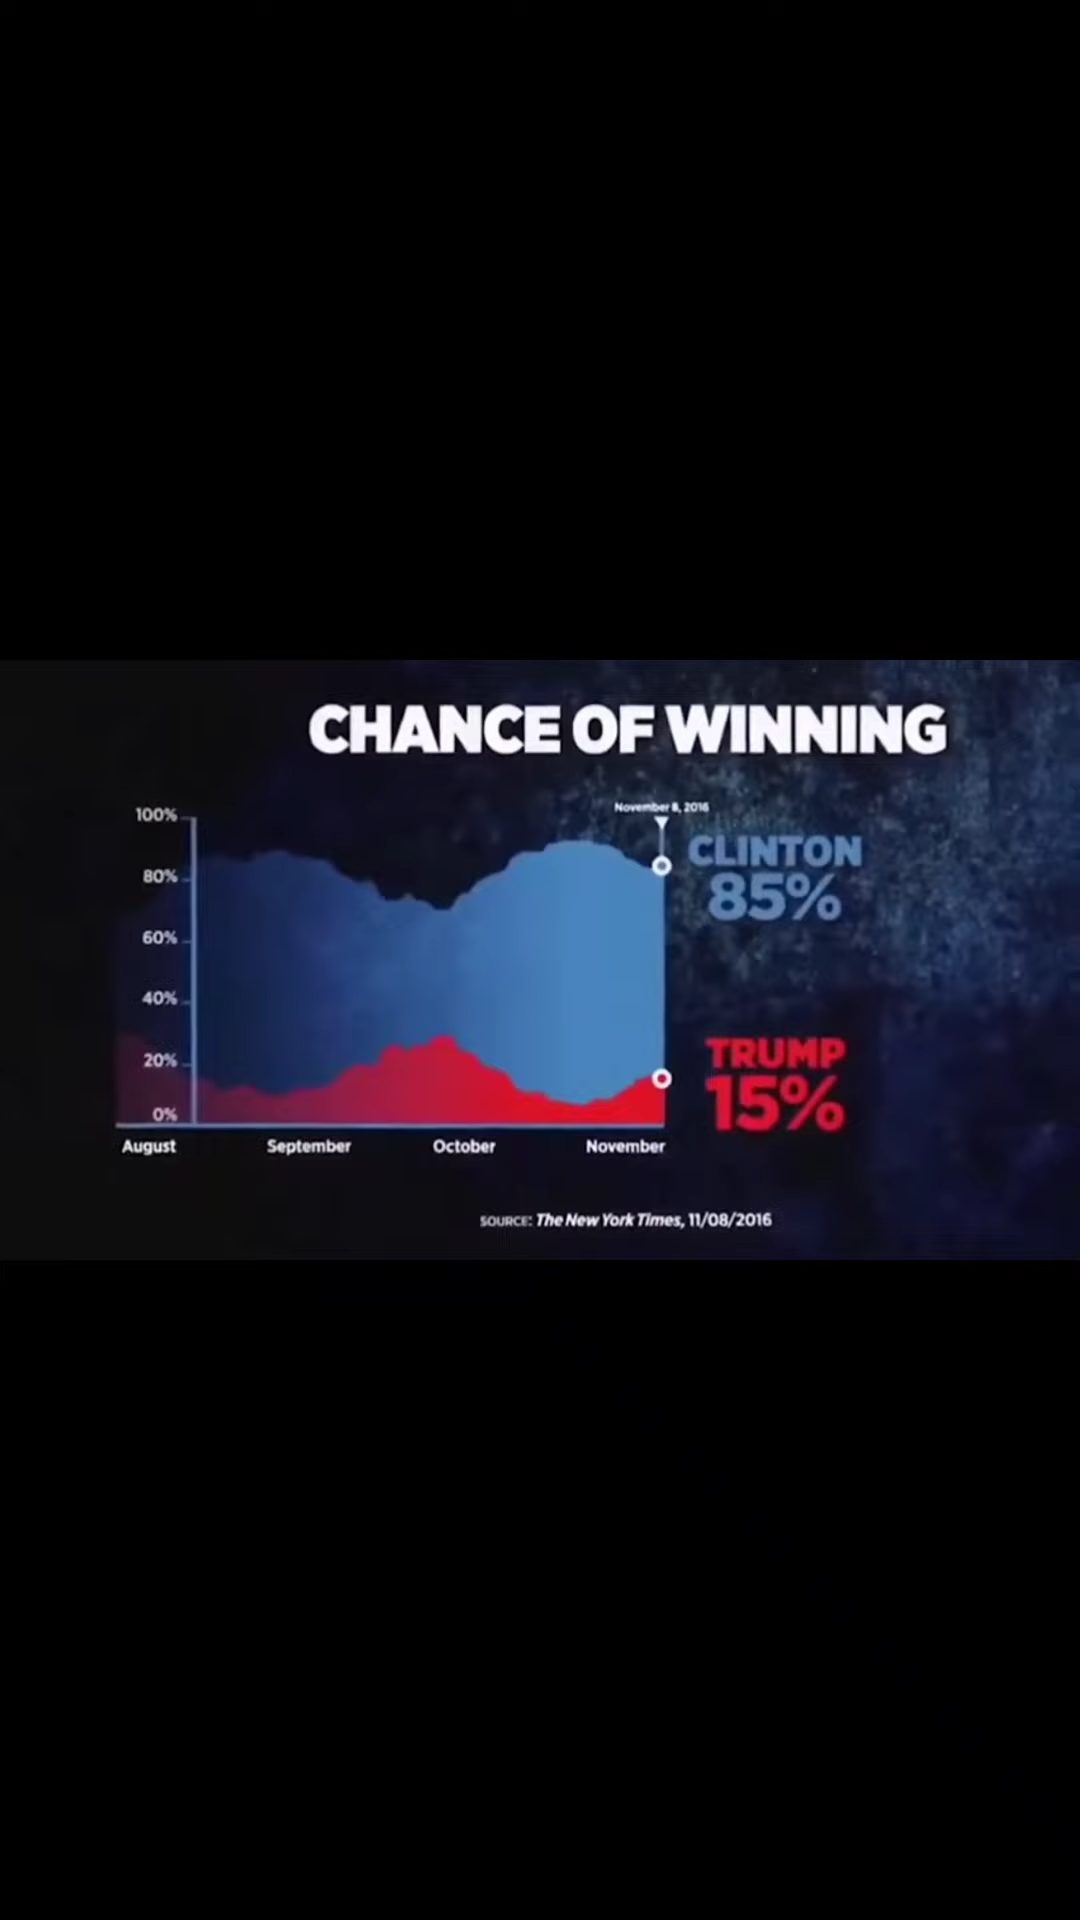 CHANCE OF WINNING
November 8, 2016
100%
80%
60%
40%
20%
0%
CLINTON
85%
TRUMP
15%
August September October November
SOURCE: The New York Times, 11/08/2016